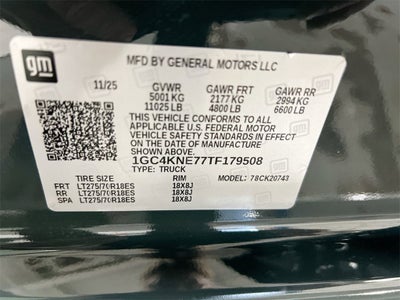 gm
MFD BY GENERAL MOTORS LLC
11/25 GVWR GAWR FRT GAWR RR
5001 KG 2177 KG 2994 KG
11025 LB 4800 LB 6600 LB
THIS VEHICLE CONFORMS TO ALL
APPLICABLE U.S. FEDERAL MOTOR
VEHICLE SAFETY STANDARDS IN EFFECT
ON THE DATE OF MANUFACTURE
SHOWN ABOVE.
1GC4KNE77TF179508
TYPE: TRUCK MODEL: 78CK20743
TIRE SIZE RIM
FRT LT275/70R18ES 18X8J
RR LT275/70R18ES 18X8J
SPA LT275/70R18ES 18X8J